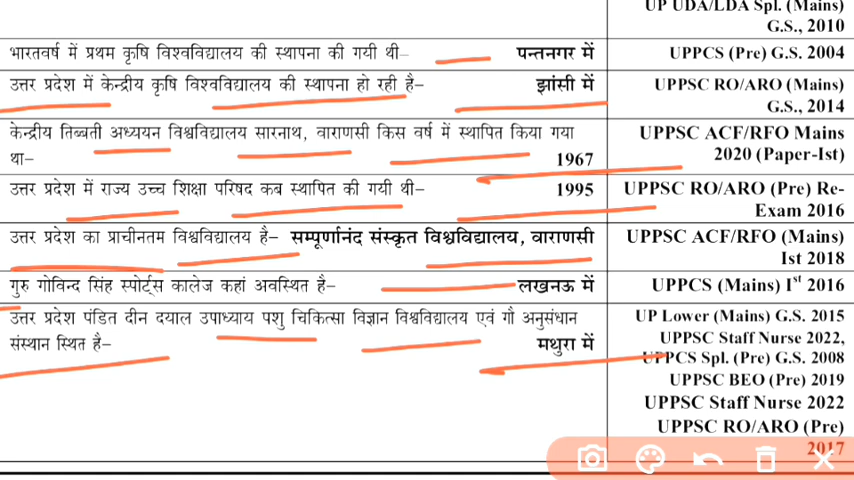 UP UDA/LDA Spl. (Mains)
G.S., 2010
भारतवर्ष में प्रथम कृषि विश्वविद्यालय की स्थापना की गयी थी– पन्तनगर में UPPCS (Pre) G.S. 2004
उत्तर प्रदेश में केन्द्रीय कृषि विश्वविद्यालय की स्थापना हो रही है– झांसी में UPPSC RO/ARO (Mains)
G.S., 2014
केन्द्रीय तिब्बती अध्ययन विश्वविद्यालय सारनाथ, वाराणसी किस वर्ष में स्थापित किया गया UPPSC ACF/RFO Mains
था– 1967 2020 (Paper-Ist)
उत्तर प्रदेश में राज्य उच्च शिक्षा परिषद कब स्थापित की गयी थी– 1995 UPPSC RO/ARO (Pre) Re-
Exam 2016
उत्तर प्रदेश का प्राचीनतम विश्वविद्यालय है– सम्पूर्णानंद संस्कृत विश्वविद्यालय, वाराणसी UPPSC ACF/RFO (Mains)
Ist 2018
गुरु गोविन्द सिंह स्पोर्ट्स कालेज कहां अवस्थित है– लखनऊ में UPPCS (Mains) Iˢᵗ 2016
उत्तर प्रदेश पंडित दीन दयाल उपाध्याय पशु चिकित्सा विज्ञान विश्वविद्यालय एवं गौ अनुसंधान UP Lower (Mains) G.S. 2015
संस्थान स्थित है– मथुरा में UPPSC Staff Nurse 2022,
UPPCS Spl. (Pre) G.S. 2008
UPPSC BEO (Pre) 2019
UPPSC Staff Nurse 2022
UPPSC RO/ARO (Pre)
2017